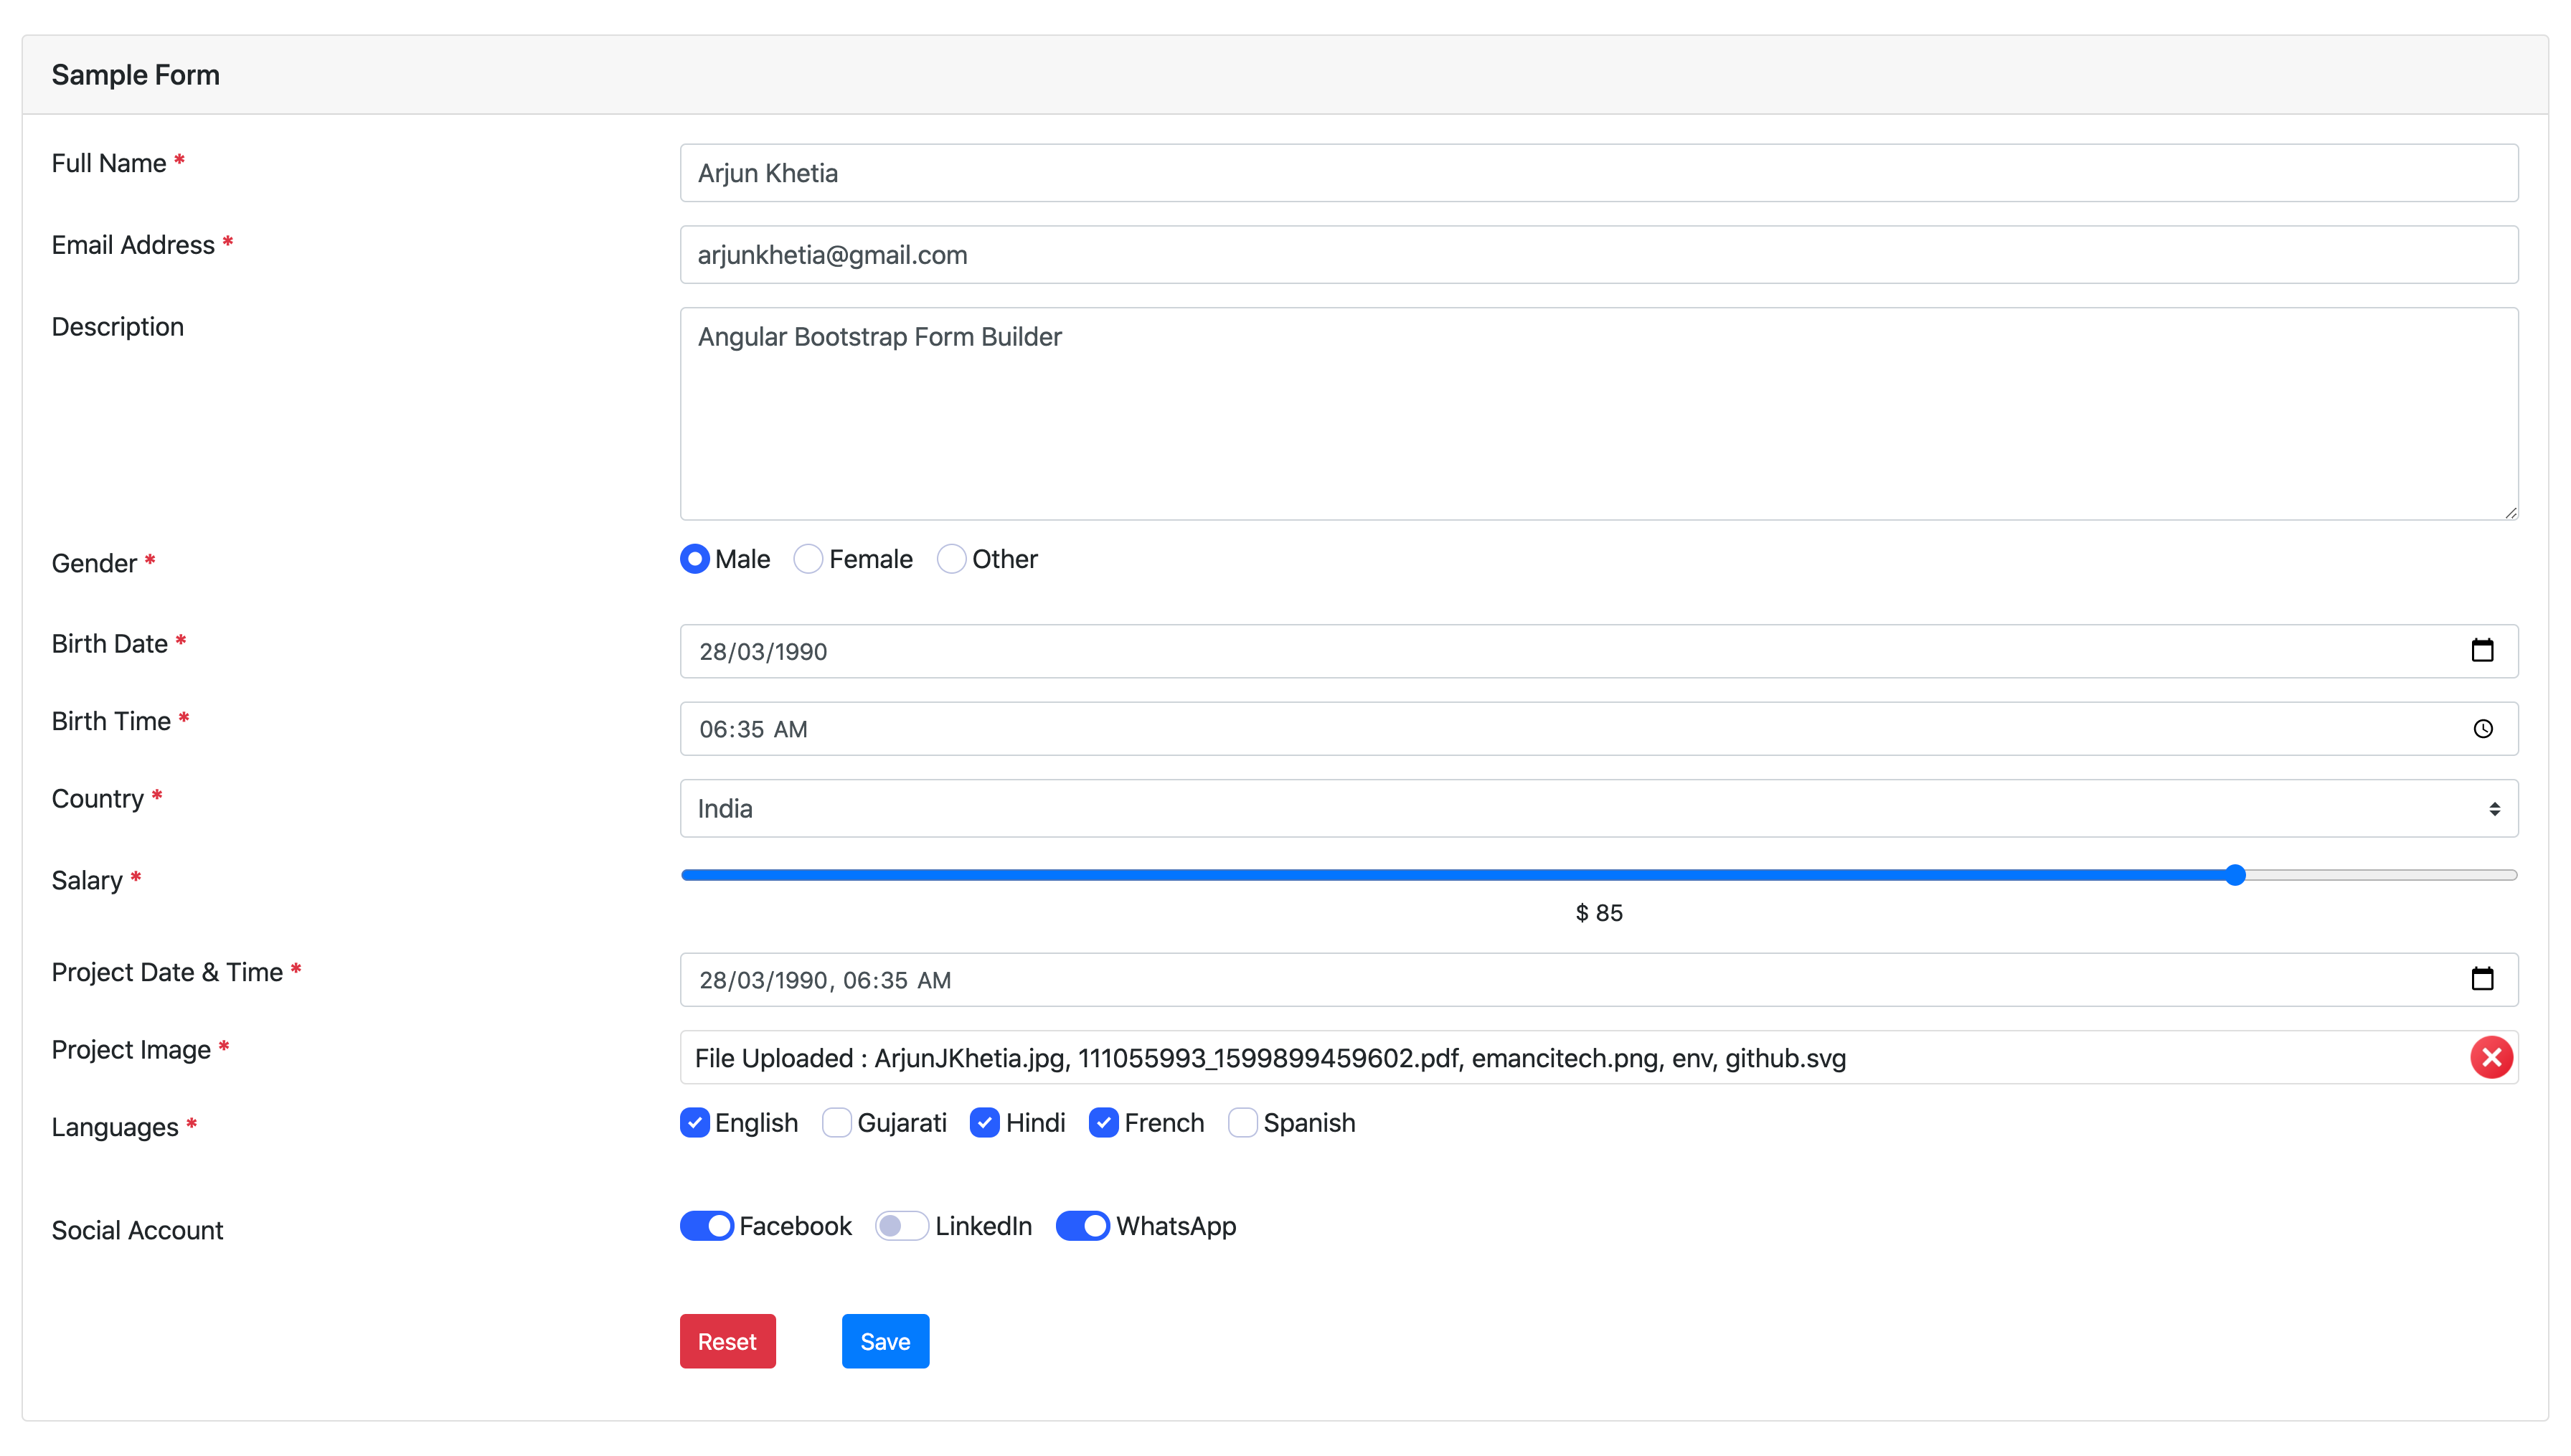 Sample Form
Full Name *
Arjun Khetia
Email Address *
arjunkhetia@gmail.com
Description
Angular Bootstrap Form Builder
Gender *
Male Female Other
Birth Date *
28/03/1990
Birth Time *
06:35 AM
Country *
India
Salary *
$ 85
Project Date & Time *
28/03/1990, 06:35 AM
Project Image *
File Uploaded : ArjunJKhetia.jpg, 111055993_1599899459602.pdf, emancitech.png, env, github.svg
Languages *
English Gujarati Hindi French Spanish
Social Account
Facebook LinkedIn WhatsApp
Reset Save